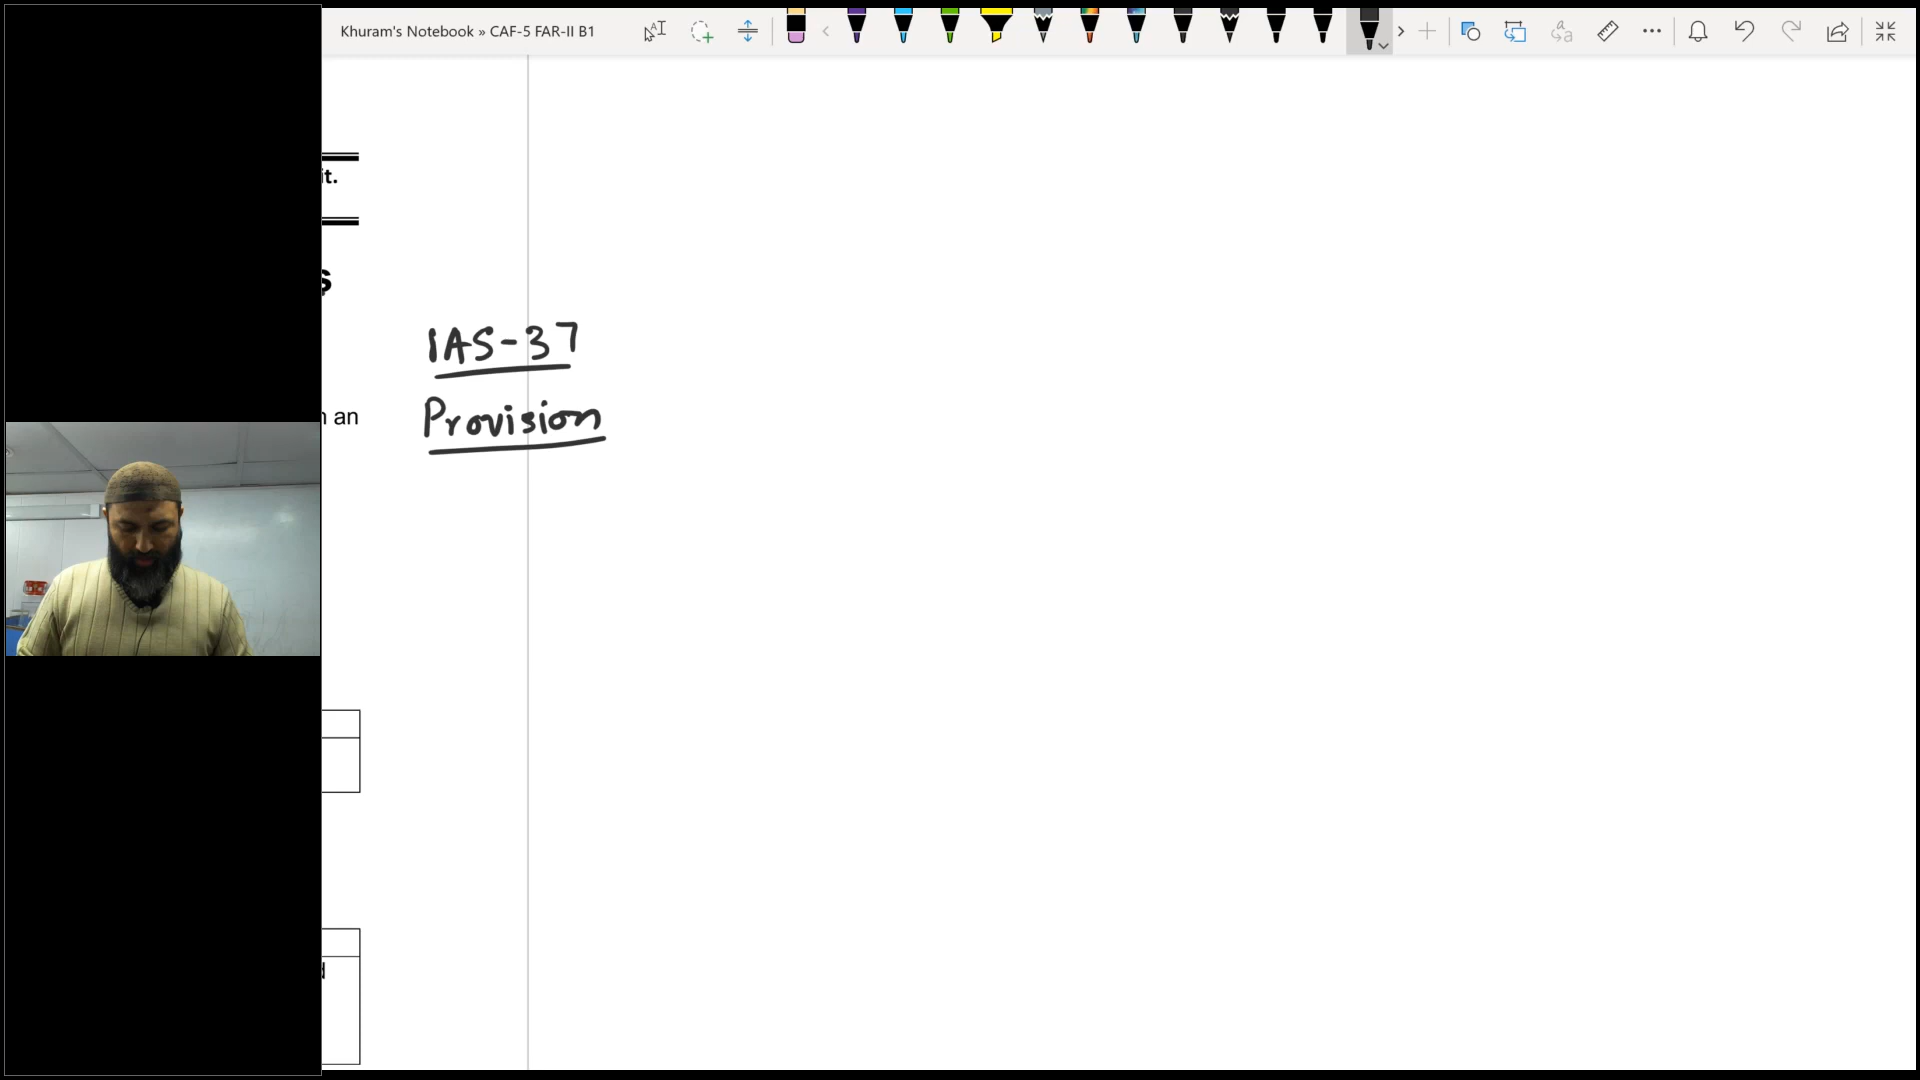 Khuram's Notebook » CAF-5 FAR-II B1
it.
IAS-37
an
Provision